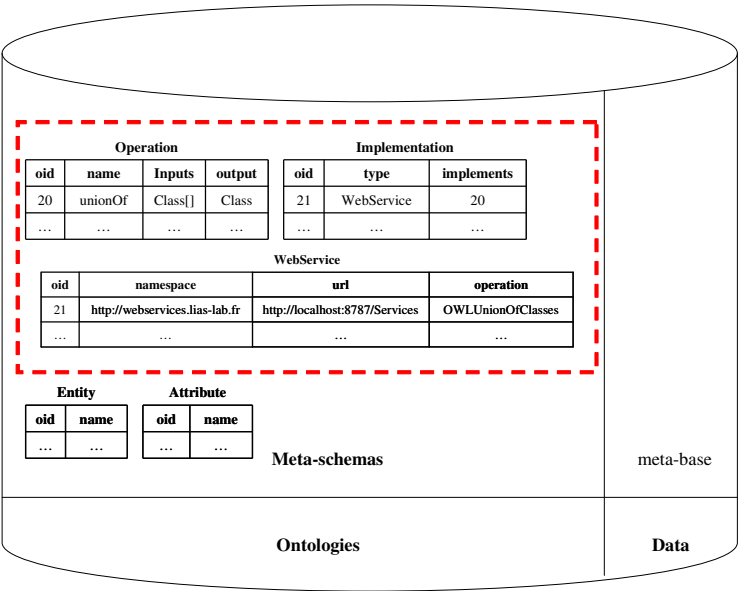 Operation Implementation
oid name Inputs output oid type implements
20 unionOf Class[] Class 21 WebService 20
… … … … … … …
WebService
oid namespace url operation
21 http://webservices.lias-lab.fr http://localhost:8787/Services OWLUnionOfClasses
… … … …
Entity Attribute
oid name oid name
… … … …
Meta-schemas meta-base
Ontologies Data